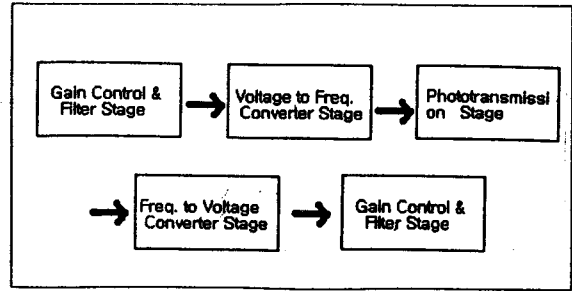 Gain Control &
Filter Stage
Voltage to Freq.
Converter Stage
Phototransmissi
on Stage
Freq. to Voltage
Converter Stage
Gain Control &
Filter Stage